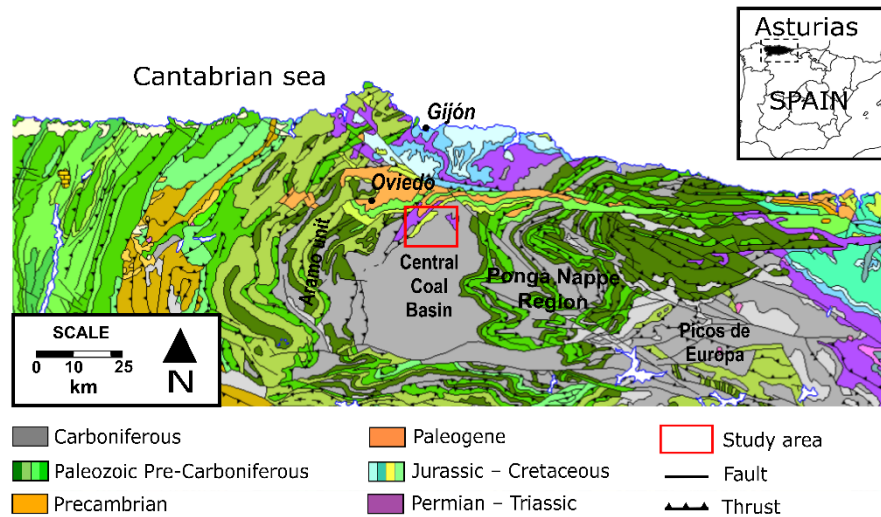 Asturias
SPAIN
Cantabrian sea
Gijón
Oviedo
Aramo unit
Central
Coal
Basin
Ponga Nappe
Region
Picos de
Europa
SCALE
0 10 25
km
N
Carboniferous
Paleozoic Pre-Carboniferous
Precambrian
Paleogene
Jurassic – Cretaceous
Permian – Triassic
Study area
Fault
Thrust